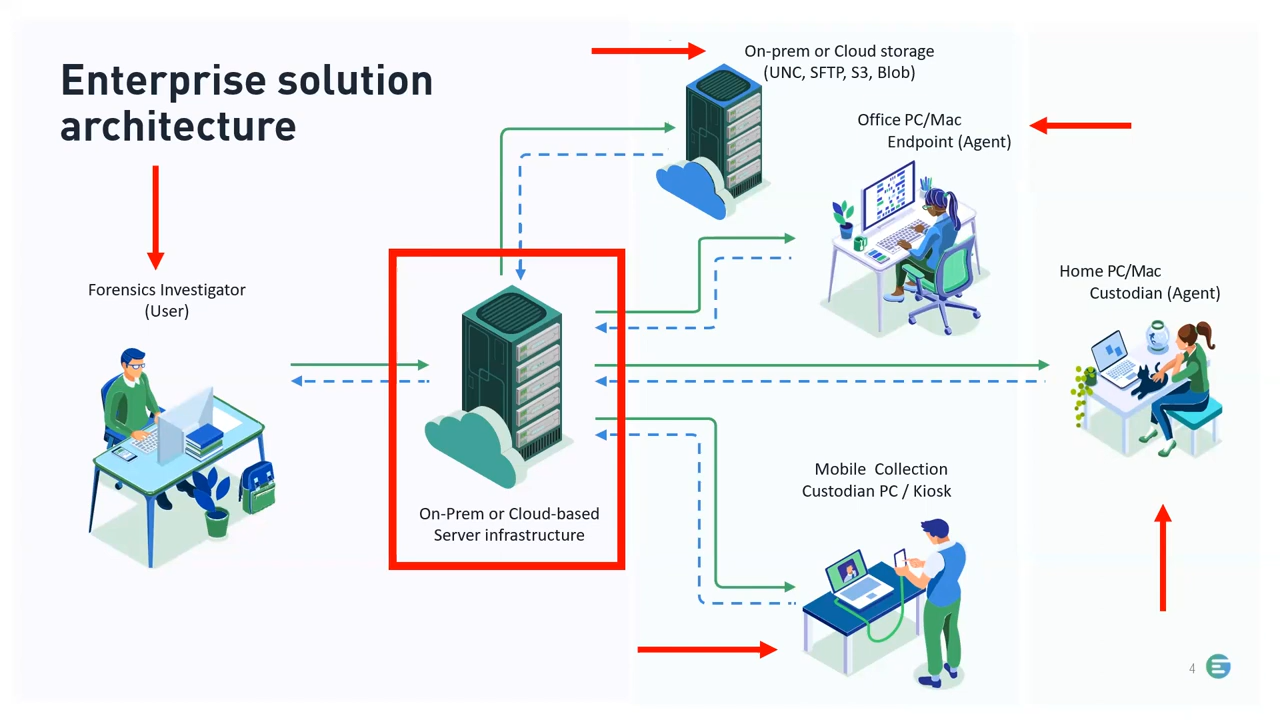 Enterprise solution
architecture
On-prem or Cloud storage
(UNC, SFTP, S3, Blob)
Office PC/Mac
Endpoint (Agent)
Forensics Investigator
(User)
Home PC/Mac
Custodian (Agent)
Mobile Collection
Custodian PC / Kiosk
On-Prem or Cloud-based
Server infrastructure
4